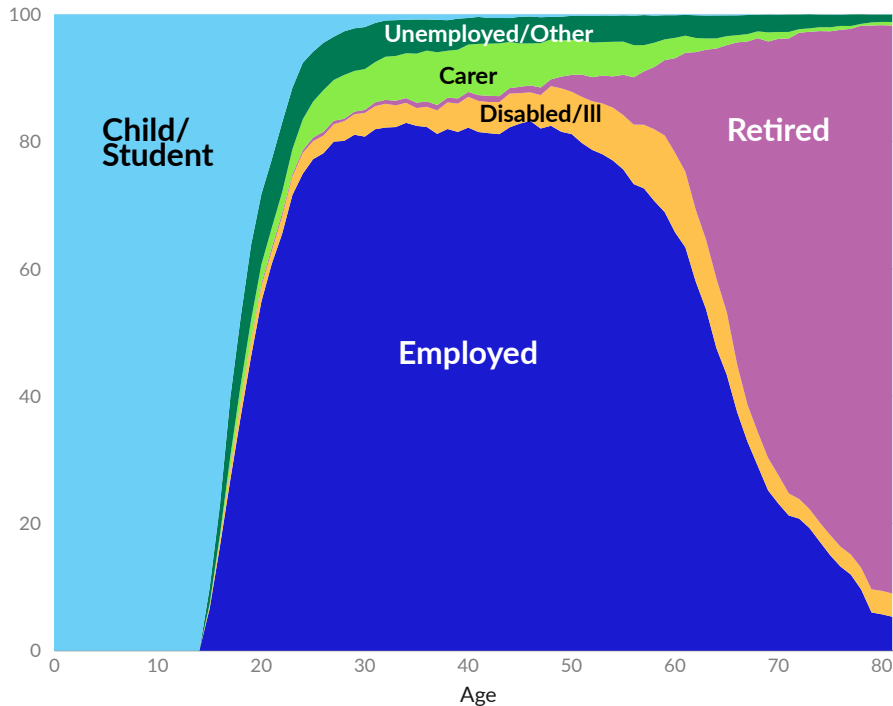 100
80
60
40
20
0
Unemployed/Other
Carer
Disabled/Ill
Child/
Student
Retired
Employed
0 10 20 30 40 50 60 70 80
Age